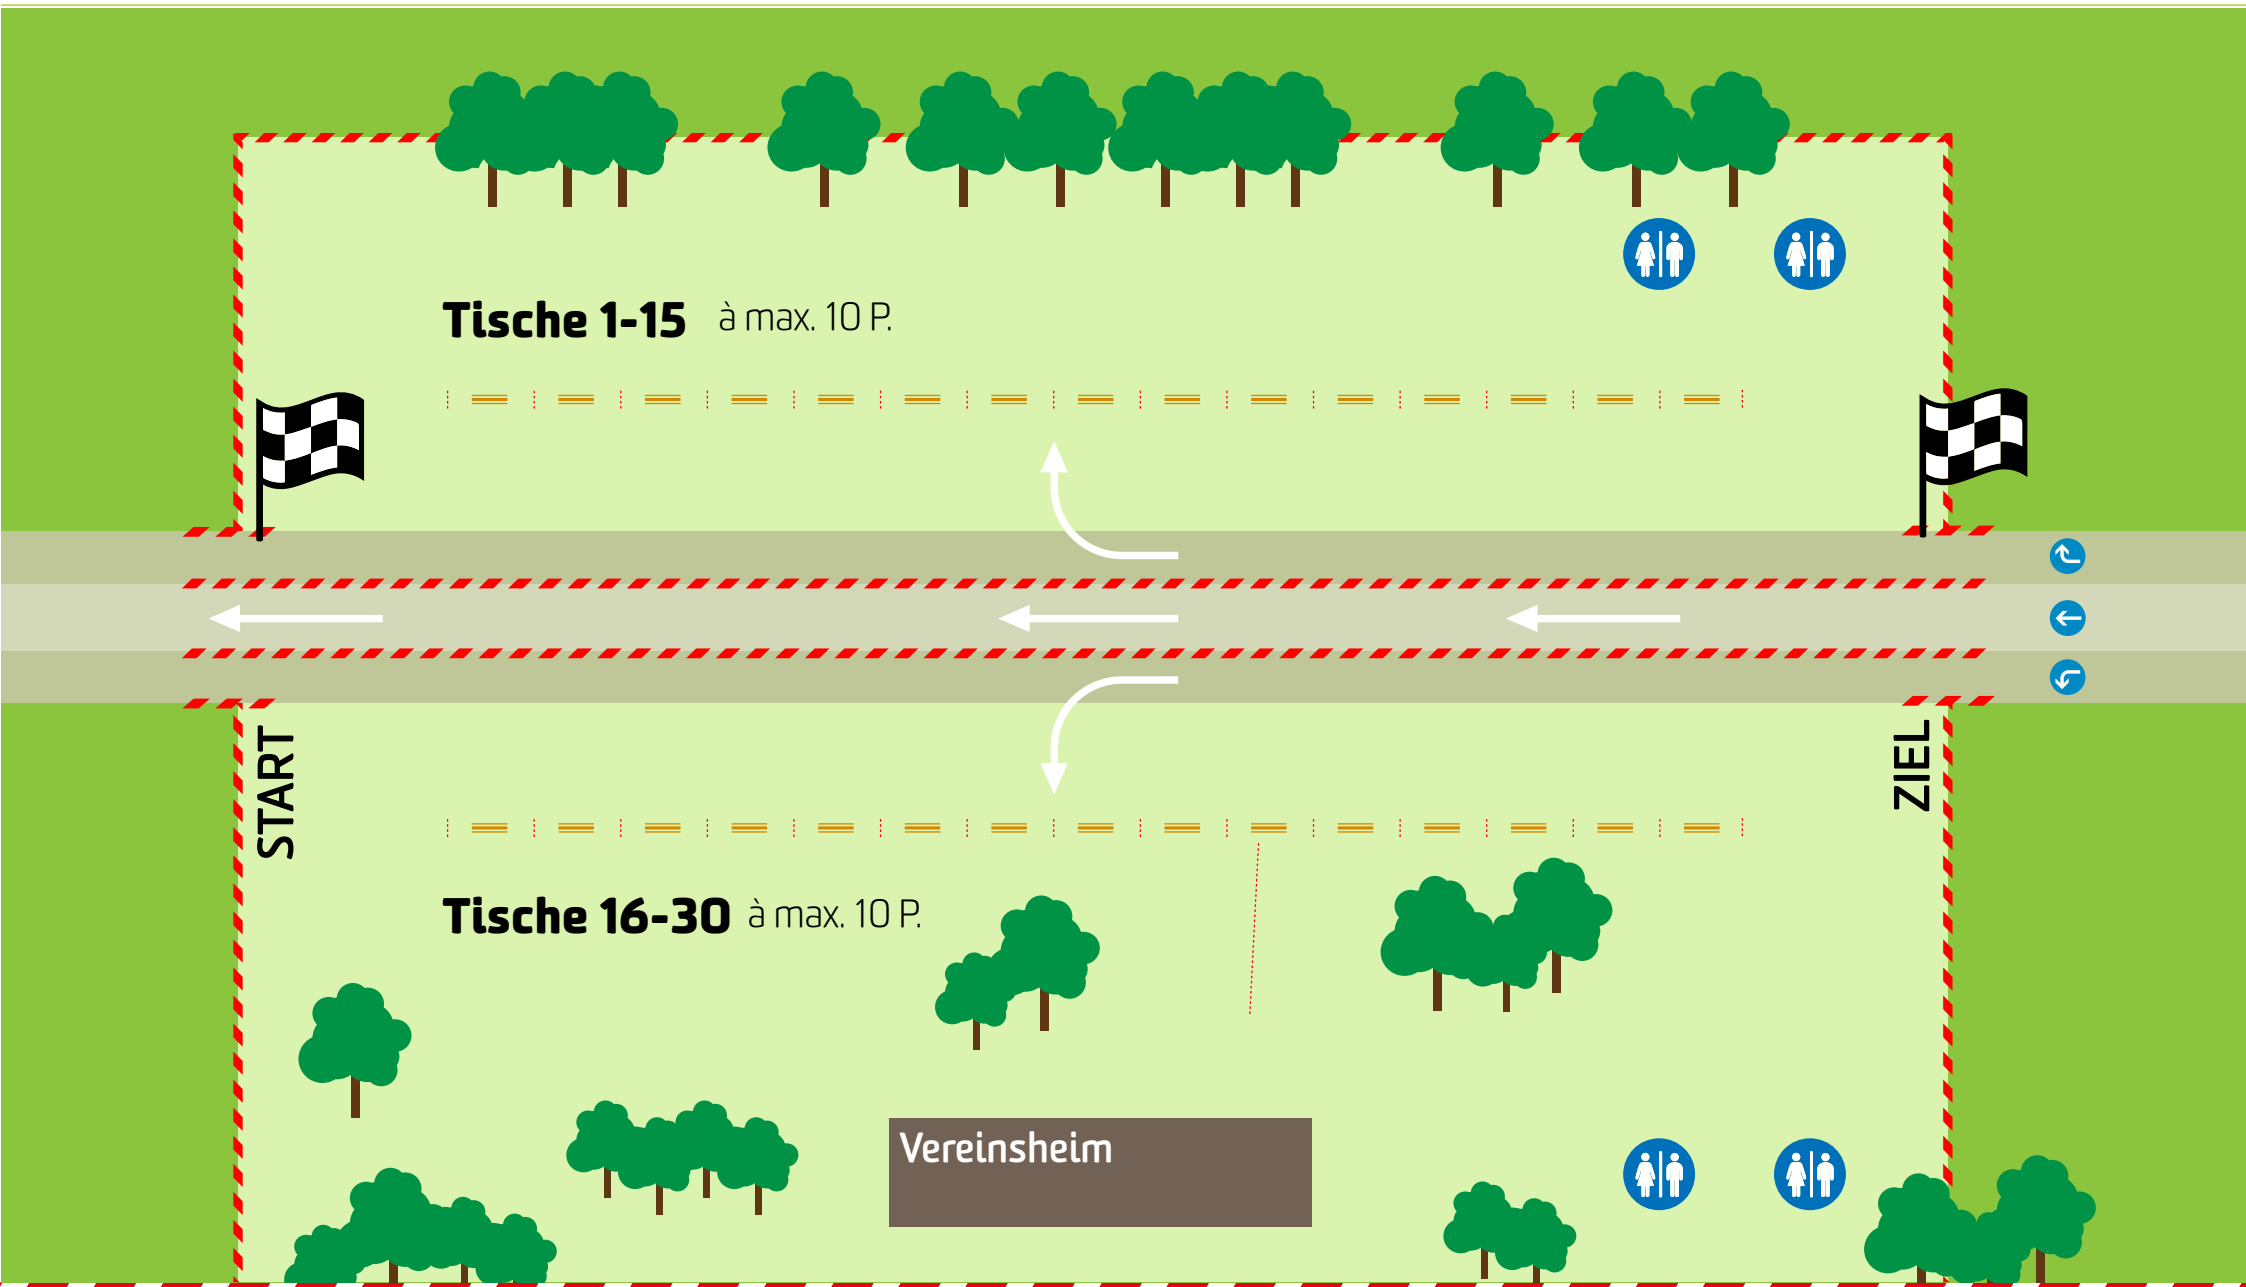 Tische 1-15 à max. 10 P.
START
ZIEL
Tische 16-30 à max. 10 P.
Vereinsheim